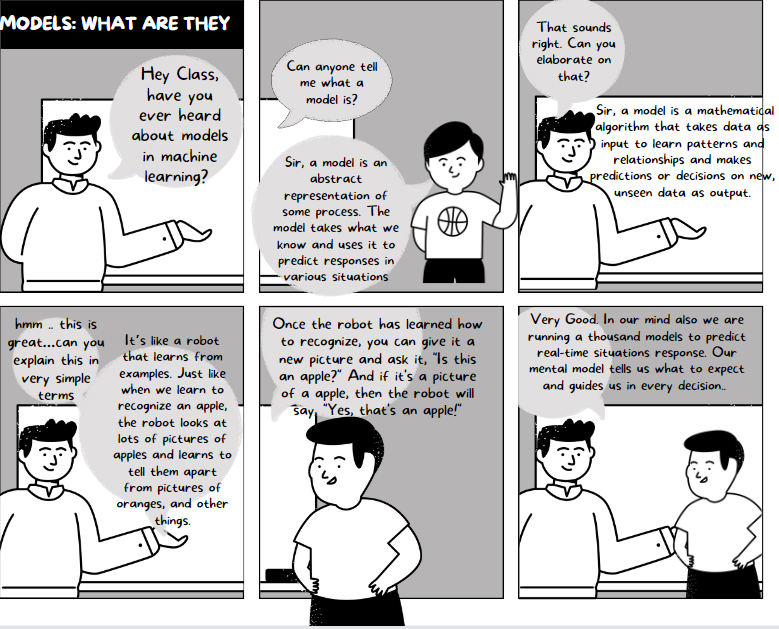 MODELS: WHAT ARE THEY
Hey Class,
have you
ever heard
about models
in machine
learning?
Can anyone tell
me what a
model is?
Sir, a model is an
abstract
representation of
some process. The
model takes what we
know and uses it to
predict responses in
various situations
That sounds
right. Can you
elaborate on
that?
Sir, a model is a mathematical
algorithm that takes data as
input to learn patterns and
relationships and makes
predictions or decisions on new,
unseen data as output.
hmm .. this is
great...can you
explain this in
very simple
terms
It's like a robot
that learns from
examples. Just like
when we learn to
recognize an apple,
the robot looks at
lots of pictures of
apples and learns to
tell them apart
from pictures of
oranges, and other
things.
Once the robot has learned how
to recognize, you can give it a
new picture and ask it, "Is this
an apple?" And if it's a picture
of a apple, then the robot will
say, "Yes, that's an apple!"
Very Good. In our mind also we are
running a thousand models to predict
real-time situations response. Our
mental model tells us what to expect
and guides us in every decision..